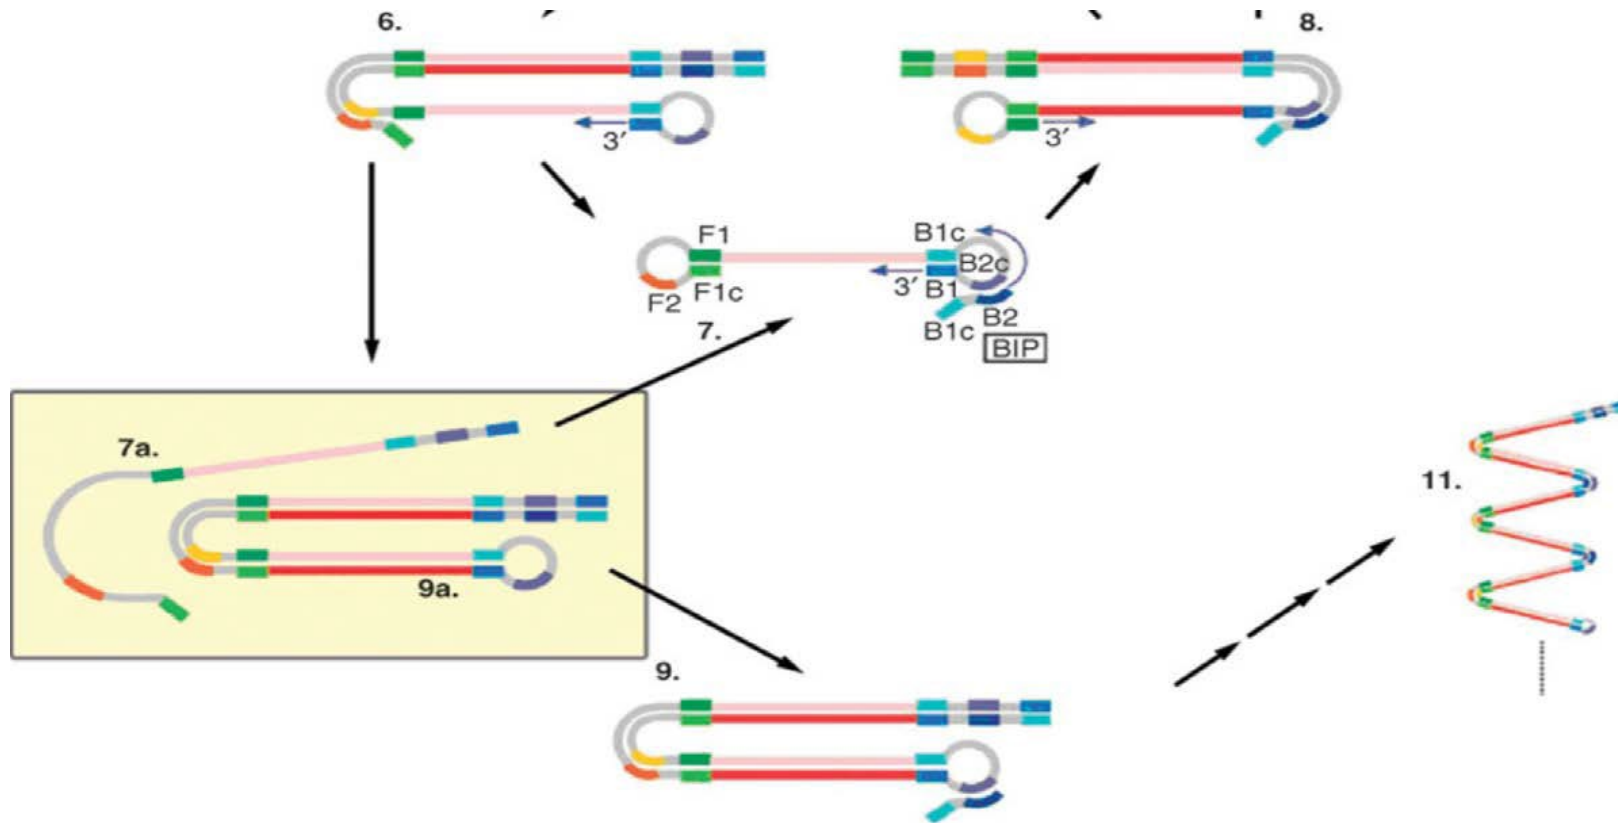 6.
8.
3′
3′
F1
F2
F1c
B1c
B2c
3′
B1
B1c
B2
BIP
7.
7a.
9a.
11.
9.